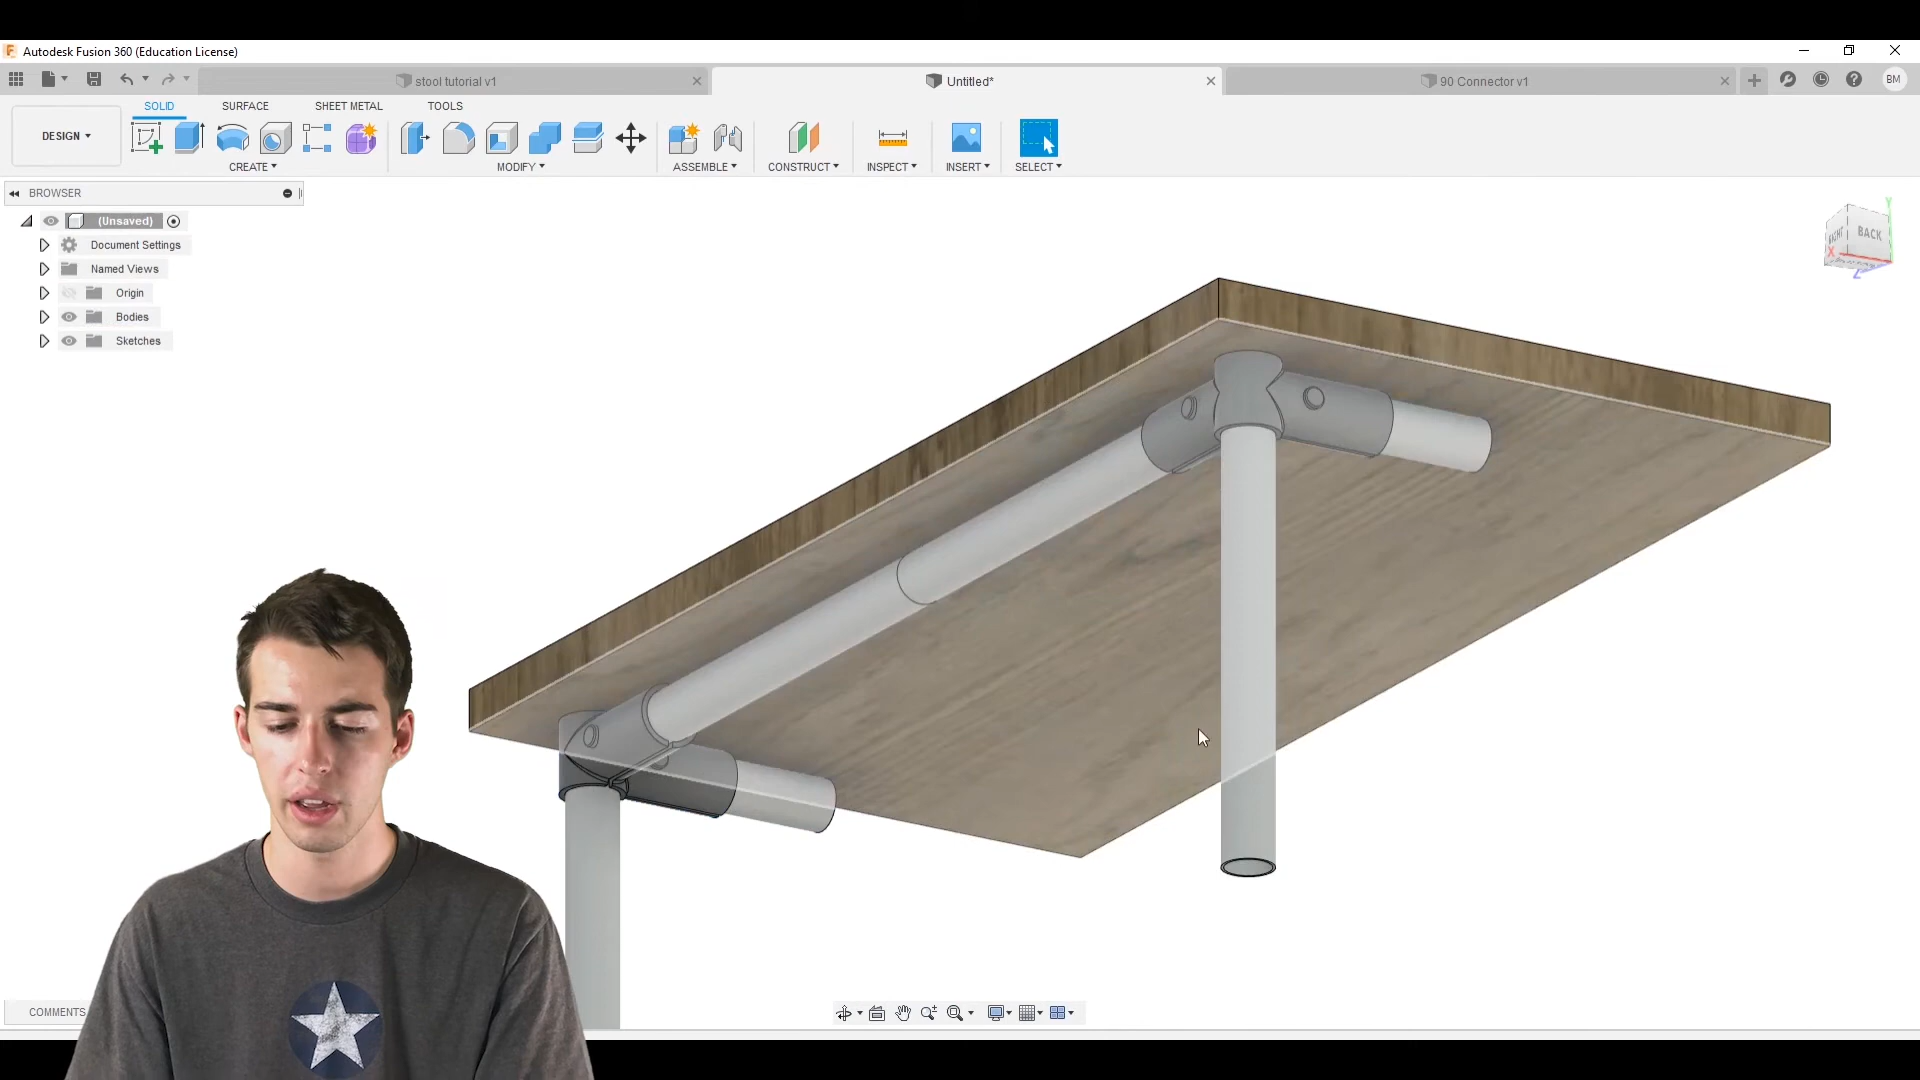 Autodesk Fusion 360 (Education License)
stool tutorial v1
Untitled*
90 Connector v1
BM
DESIGN
SOLID
SURFACE
SHEET METAL
TOOLS
CREATE
MODIFY
ASSEMBLE
CONSTRUCT
INSPECT
INSERT
SELECT
BROWSER
(Unsaved)
Document Settings
Named Views
Origin
Bodies
Sketches
Y
RIGHT
BACK
X
Z
COMMENTS